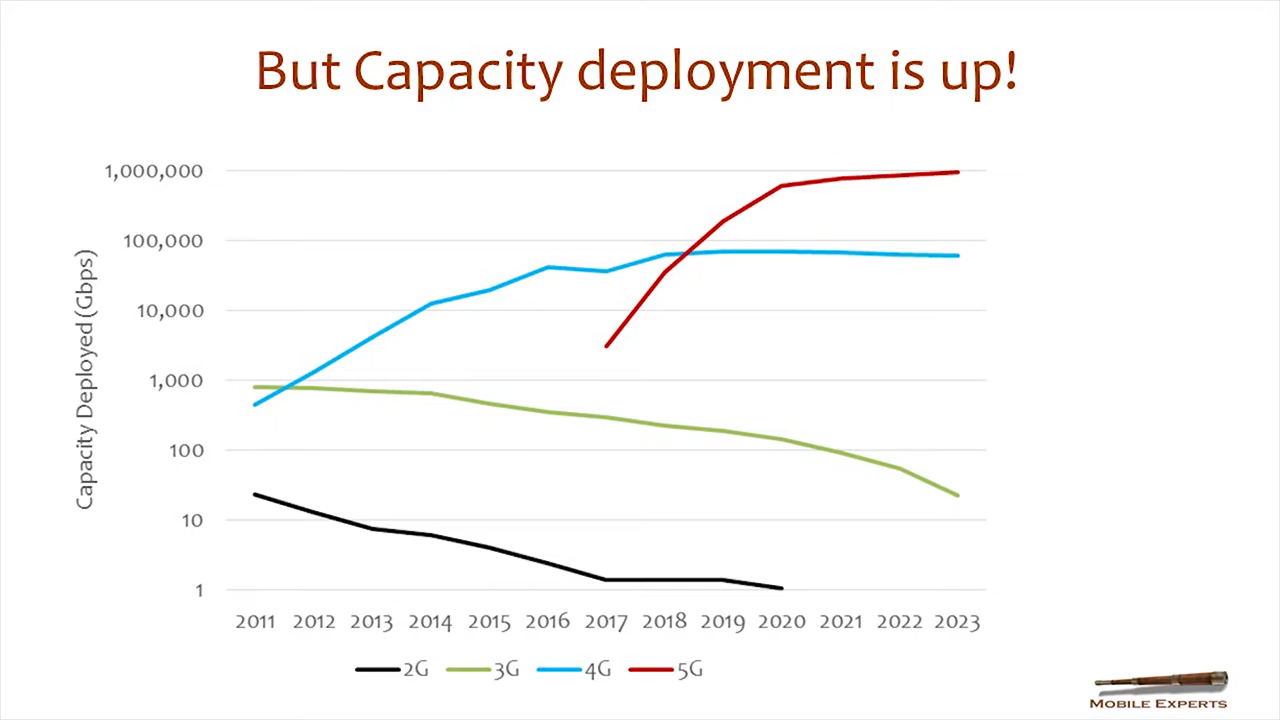 But Capacity deployment is up!
Capacity Deployed (Gbps)
1,000,000
100,000
10,000
1,000
100
10
1
2011 2012 2013 2014 2015 2016 2017 2018 2019 2020 2021 2022 2023
2G 3G 4G 5G
MOBILE EXPERTS